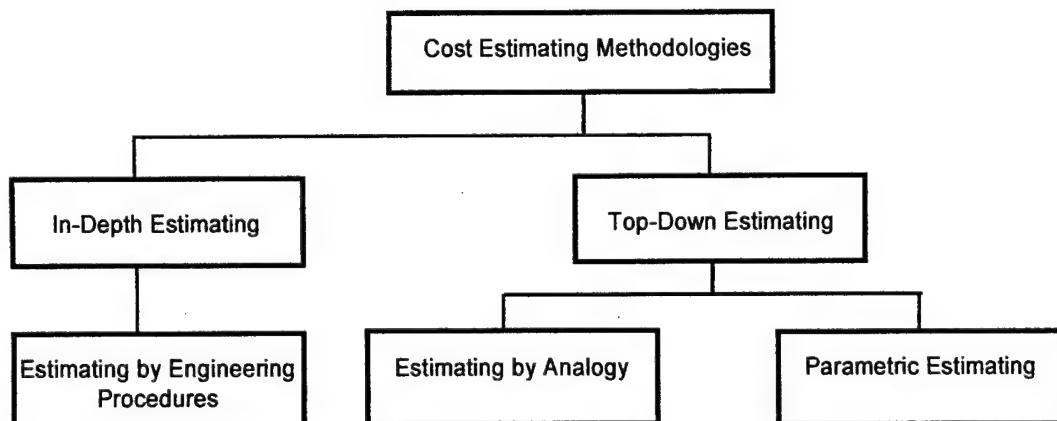 Cost Estimating Methodologies
In-Depth Estimating
Top-Down Estimating
Estimating by Engineering
Procedures
Estimating by Analogy
Parametric Estimating